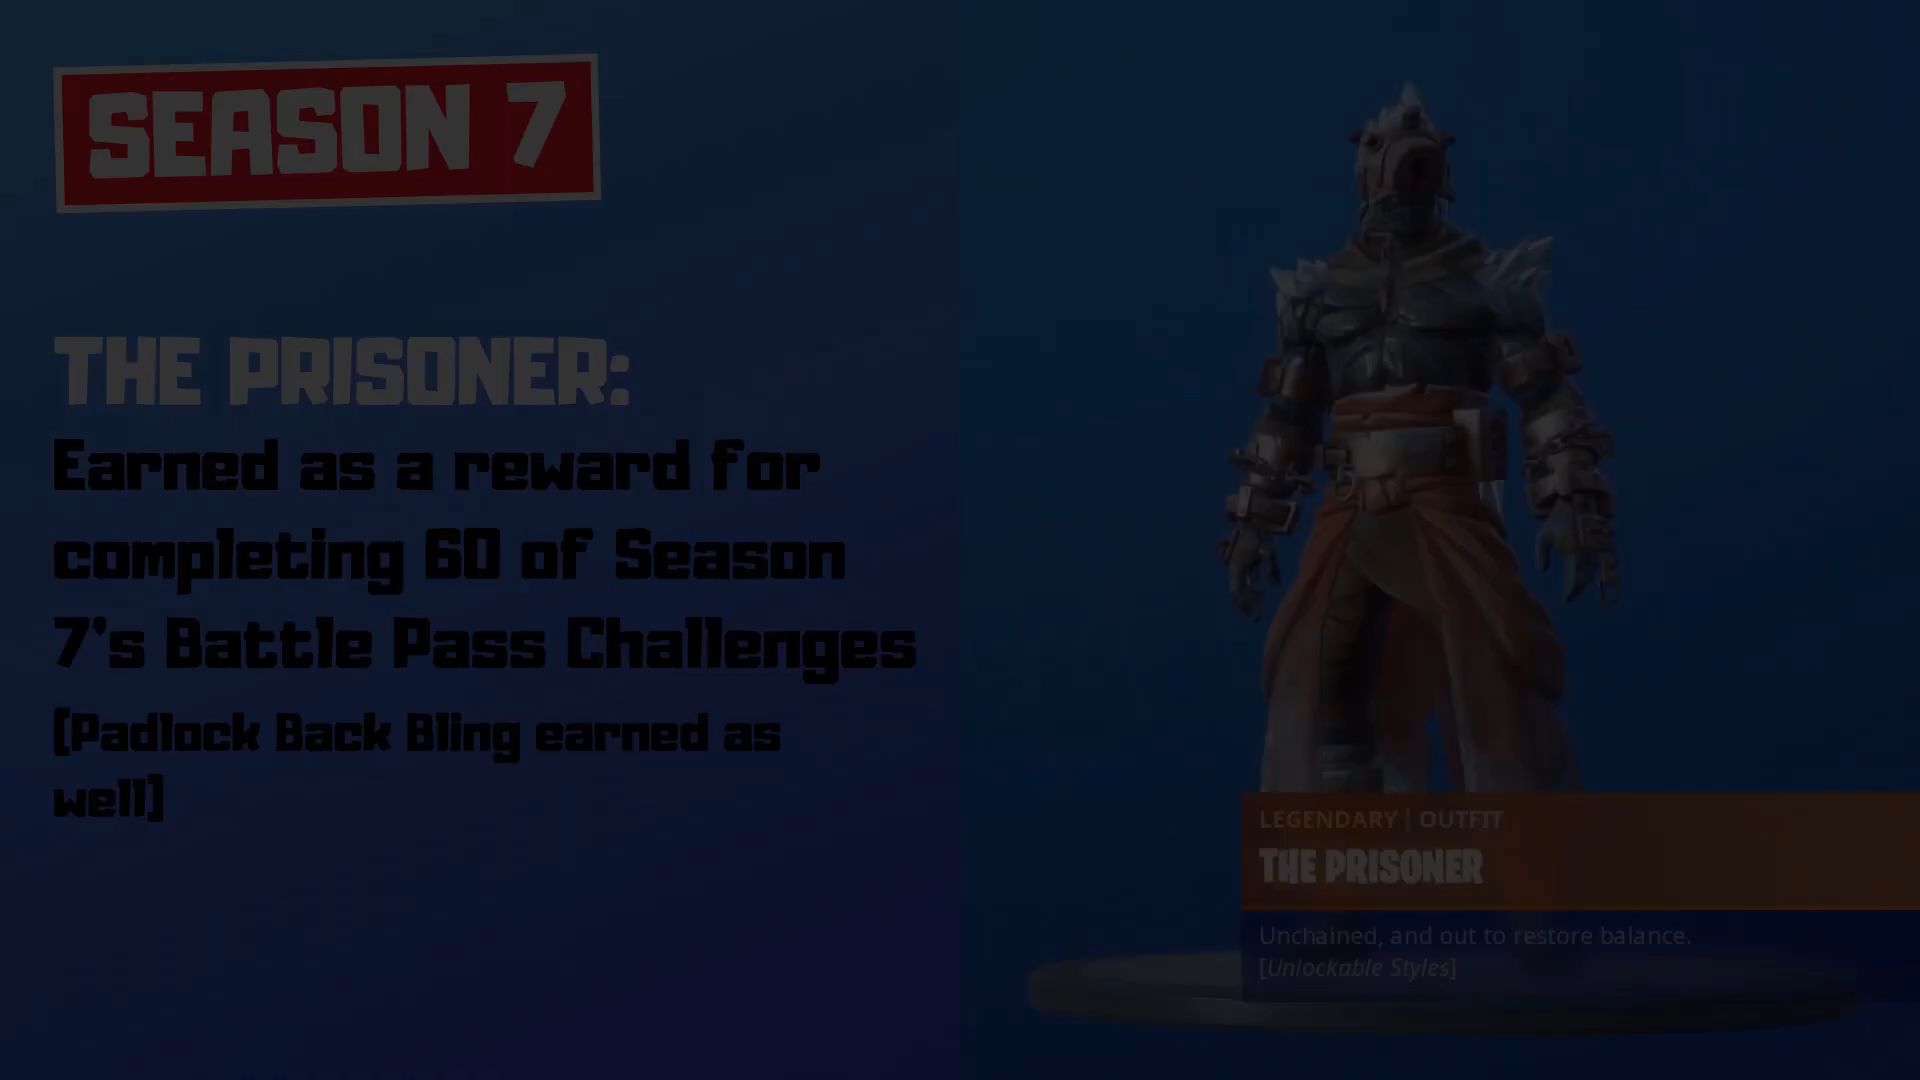 SEASON 7
THE PRISONER:
Earned as a reward for
completing 60 of Season
7's Battle Pass Challenges
[Padlock Back Bling earned as
well]
LEGENDARY | OUTFIT
THE PRISONER
Unchained, and out to restore balance.
[Unlockable Styles]